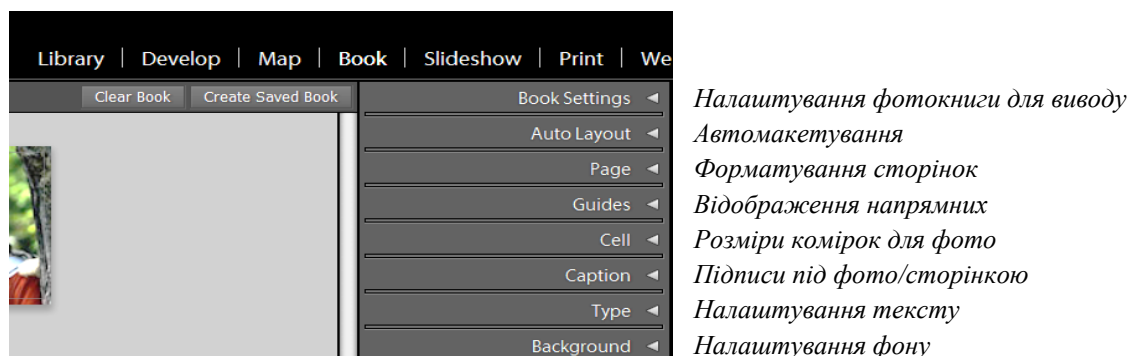 Library | Develop | Map | Book | Slideshow | Print | We
Clear Book Create Saved Book
Book Settings Налаштування фотокниги для виводу
Auto Layout Автомакетування
Page Форматування сторінок
Guides Відображення напрямних
Cell Розміри комірок для фото
Caption Підписи під фото/сторінкою
Type Налаштування тексту
Background Налаштування фону